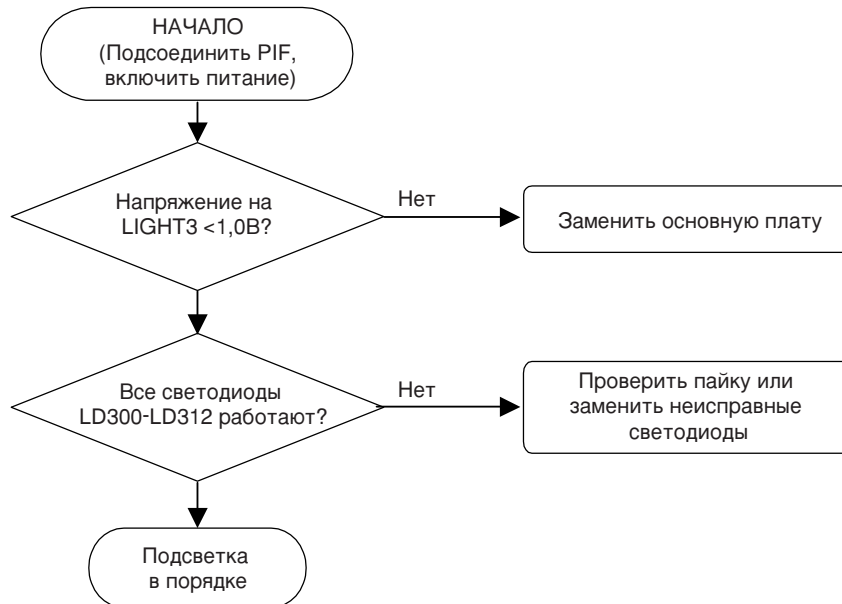 НАЧАЛО
(Подсоединить PIF,
включить питание)
Напряжение на
LIGHT3 <1,0В?
Нет
Заменить основную плату
Все светодиоды
LD300-LD312 работают?
Нет
Проверить пайку или
заменить неисправные
светодиоды
Подсветка
в порядке